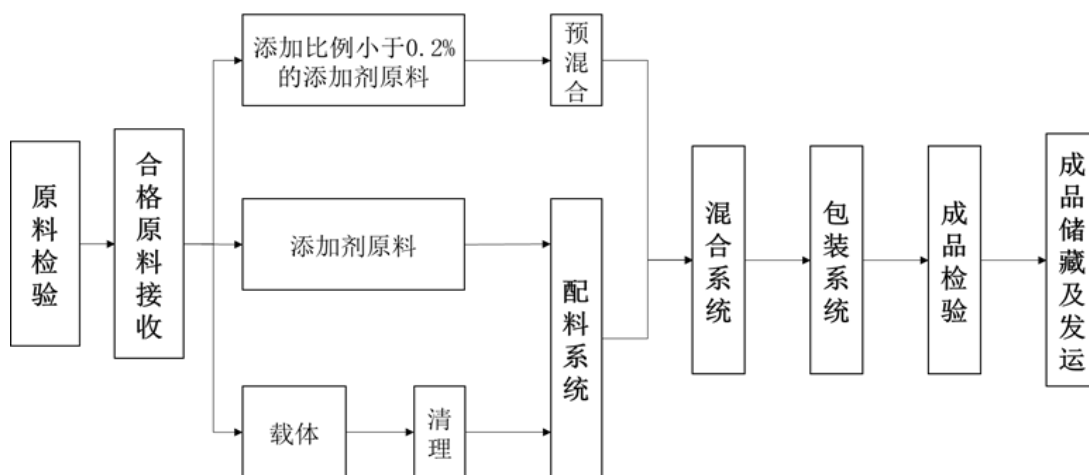 原料检验
合格原料接收
添加比例小于0.2%
的添加剂原料
预混合
添加剂原料
载体
清理
配料系统
混合系统
包装系统
成品检验
成品储藏及发运